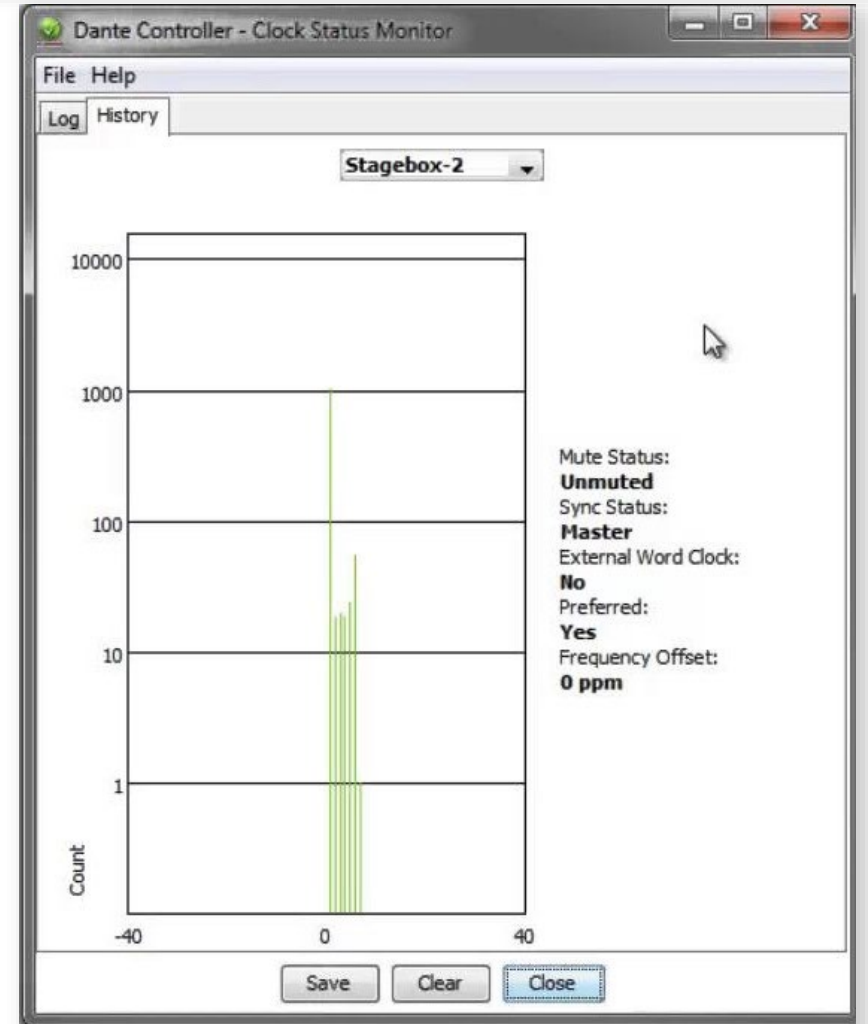 Dante Controller - Clock Status Monitor
File Help
Log History
Stagebox-2
10000
1000
100
10
1
Count
-40 0 40
Mute Status:
Unmuted
Sync Status:
Master
External Word Clock:
No
Preferred:
Yes
Frequency Offset:
0 ppm
Save Clear Close